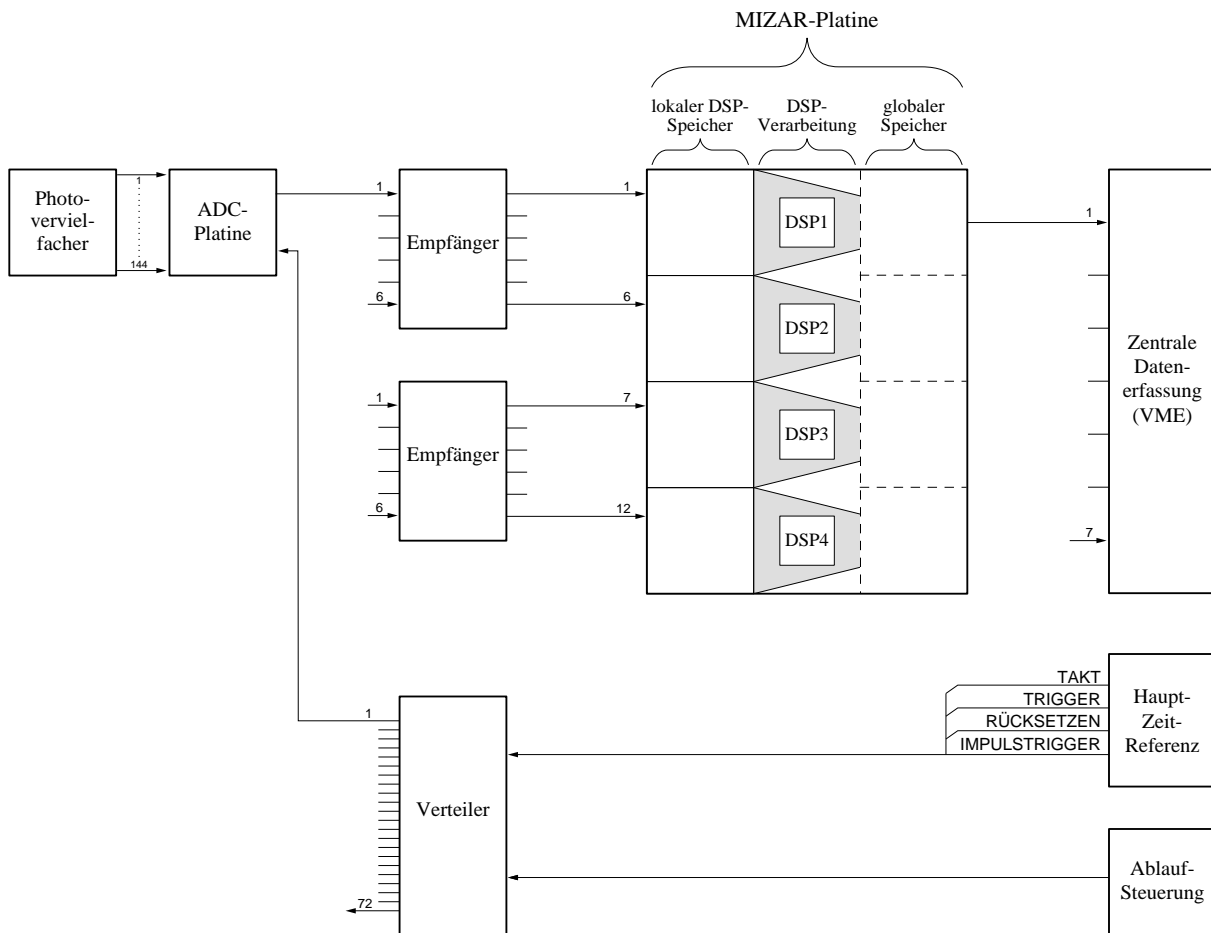 MIZAR-Platine
lokaler DSP-
Speicher
DSP-
Verarbeitung
globaler
Speicher
Photo-
verviel-
facher
1
144
ADC-
Platine
1
6
Empfänger
1
6
1
6
Empfänger
7
12
DSP1
DSP2
DSP3
DSP4
1
7
Zentrale
Daten-
erfassung
(VME)
TAKT
TRIGGER
RÜCKSETZEN
IMPULSTRIGGER
Haupt-
Zeit-
Referenz
1
72
Verteiler
Ablauf-
Steuerung